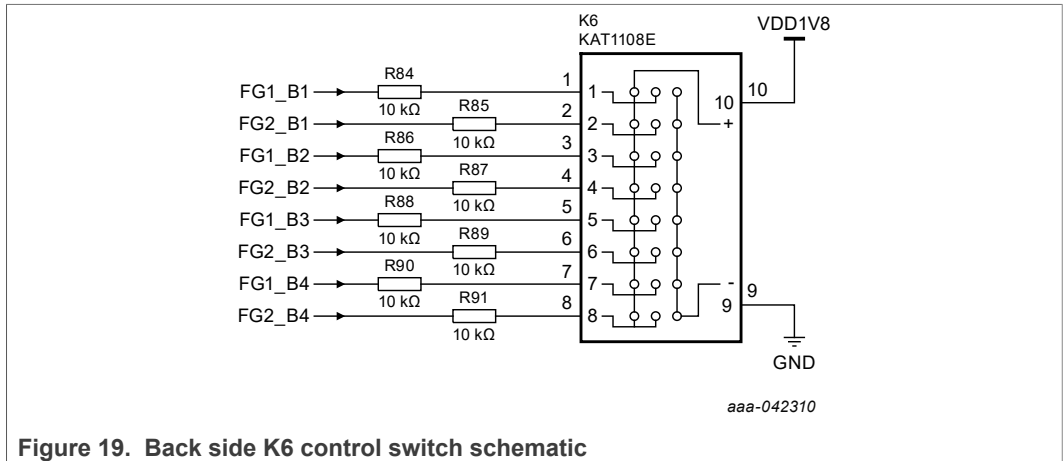 K6
KAT1108E
VDD1V8
FG1_B1 R84 10 kΩ 1 1
FG2_B1 R85 10 kΩ 2 2
FG1_B2 R86 10 kΩ 3 3
FG2_B2 R87 10 kΩ 4 4
FG1_B3 R88 10 kΩ 5 5
FG2_B3 R89 10 kΩ 6 6
FG1_B4 R90 10 kΩ 7 7
FG2_B4 R91 10 kΩ 8 8
10 10
+
-
9 9
GND
aaa-042310
Figure 19. Back side K6 control switch schematic